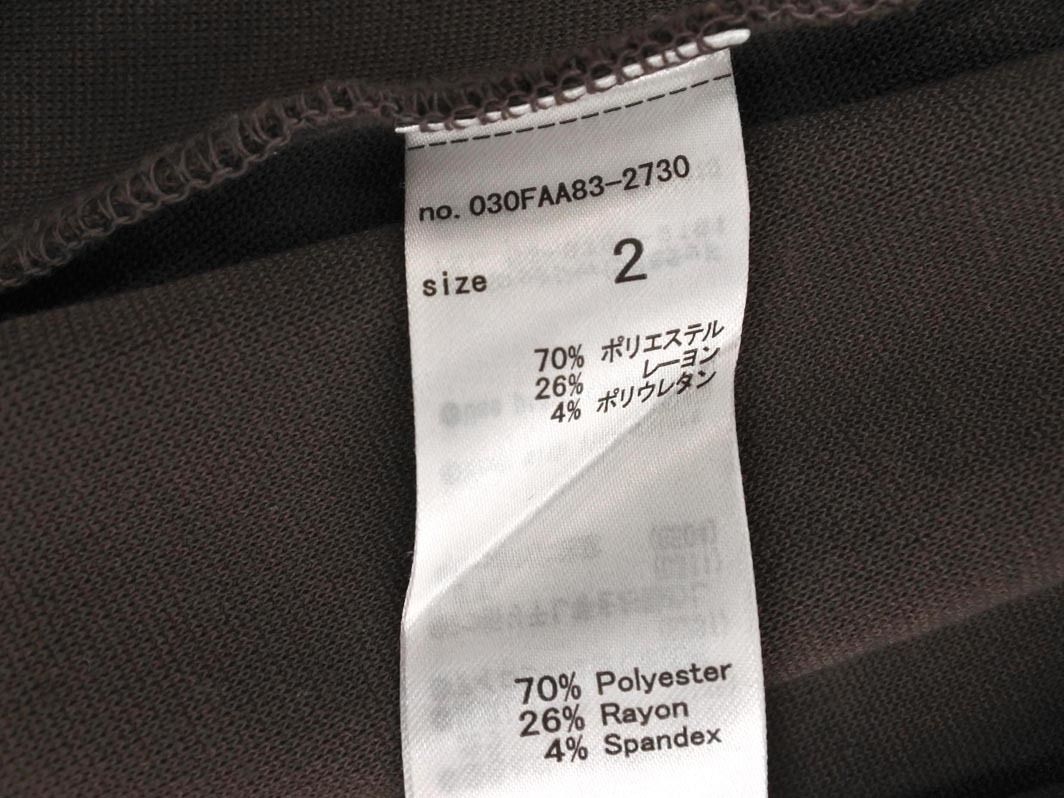 no. 030FAA83-2730
size 2
70% ポリエステル
26% レーヨン
4% ポリウレタン
70% Polyester
26% Rayon
4% Spandex